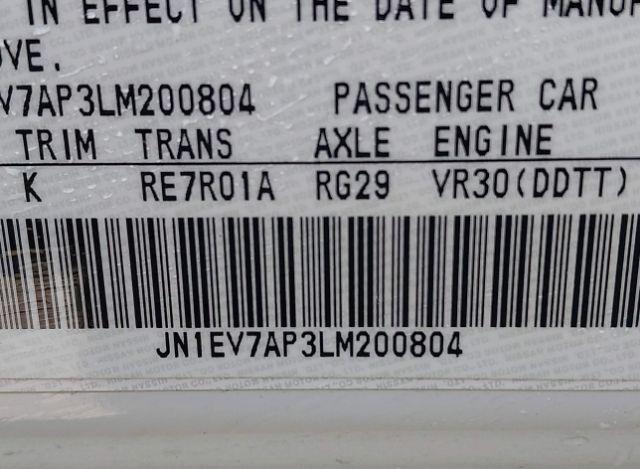 IN EFFECT ON THE DATE OF MANUF
OVE.
V7AP3LM200804 PASSENGER CAR
TRIM TRANS AXLE ENGINE
K RE7R01A RG29 VR30(DDTT)
JN1EV7AP3LM200804